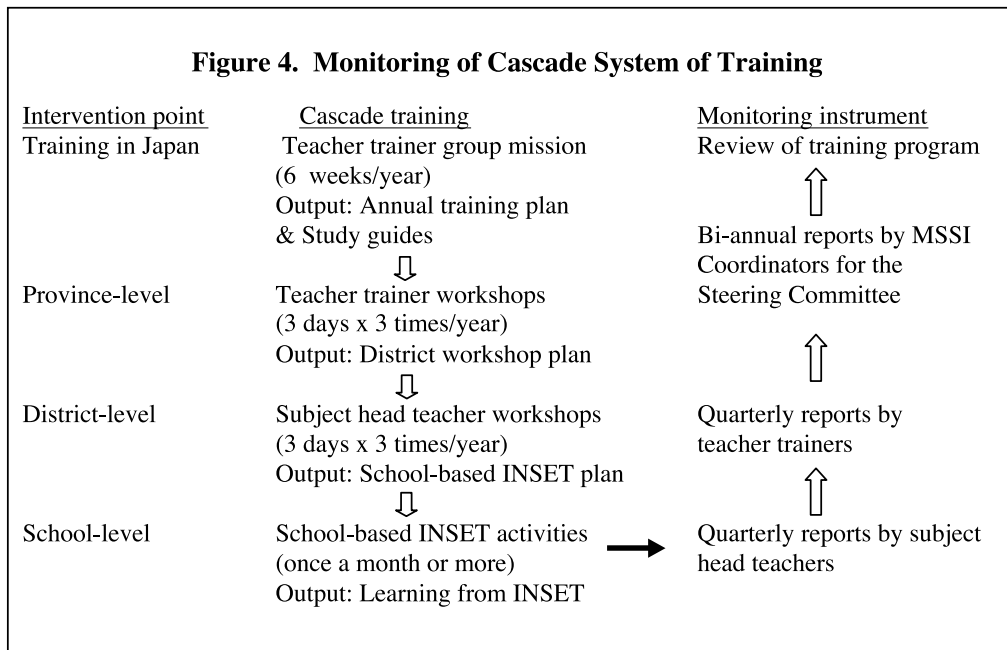 Figure 4.  Monitoring of Cascade System of Training
Intervention point
Training in Japan
Cascade training
Teacher trainer group mission
(6 weeks/year)
Output: Annual training plan
& Study guides
Monitoring instrument
Review of training program
Bi-annual reports by MSSI
Coordinators for the
Steering Committee
Province-level
Teacher trainer workshops
(3 days x 3 times/year)
Output: District workshop plan
District-level
Subject head teacher workshops
(3 days x 3 times/year)
Output: School-based INSET plan
Quarterly reports by
teacher trainers
School-level
School-based INSET activities
(once a month or more)
Output: Learning from INSET
Quarterly reports by subject
head teachers